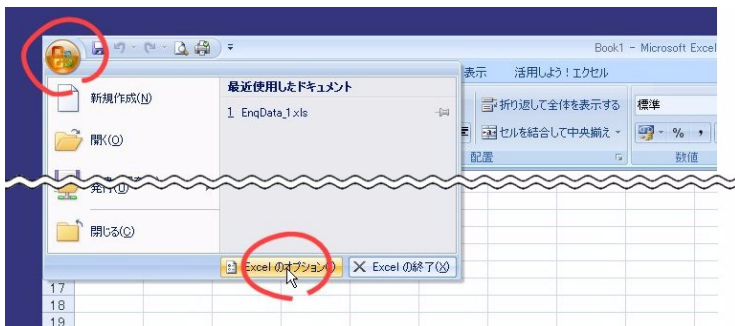 Book1 - Microsoft Excel
表示 活用しよう！エクセル
最近使用したドキュメント
新規作成(N)
1 EnqData_1.xls
折り返して全体を表示する
標準
開く(O)
セルを結合して中央揃え
%
配置
数値
発行(U)
閉じる(C)
Excel のオプション(I)
Excel の終了(X)
17
18
19